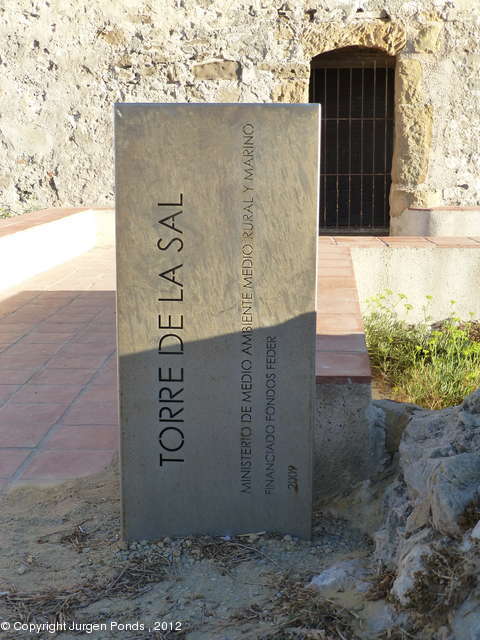 TORRE DE LA SAL
MINISTERIO DE MEDIO AMBIENTE MEDIO RURAL Y MARINO
FINANCIADO FONDOS FEDER
2009
© Copyright Jurgen Ponds , 2012